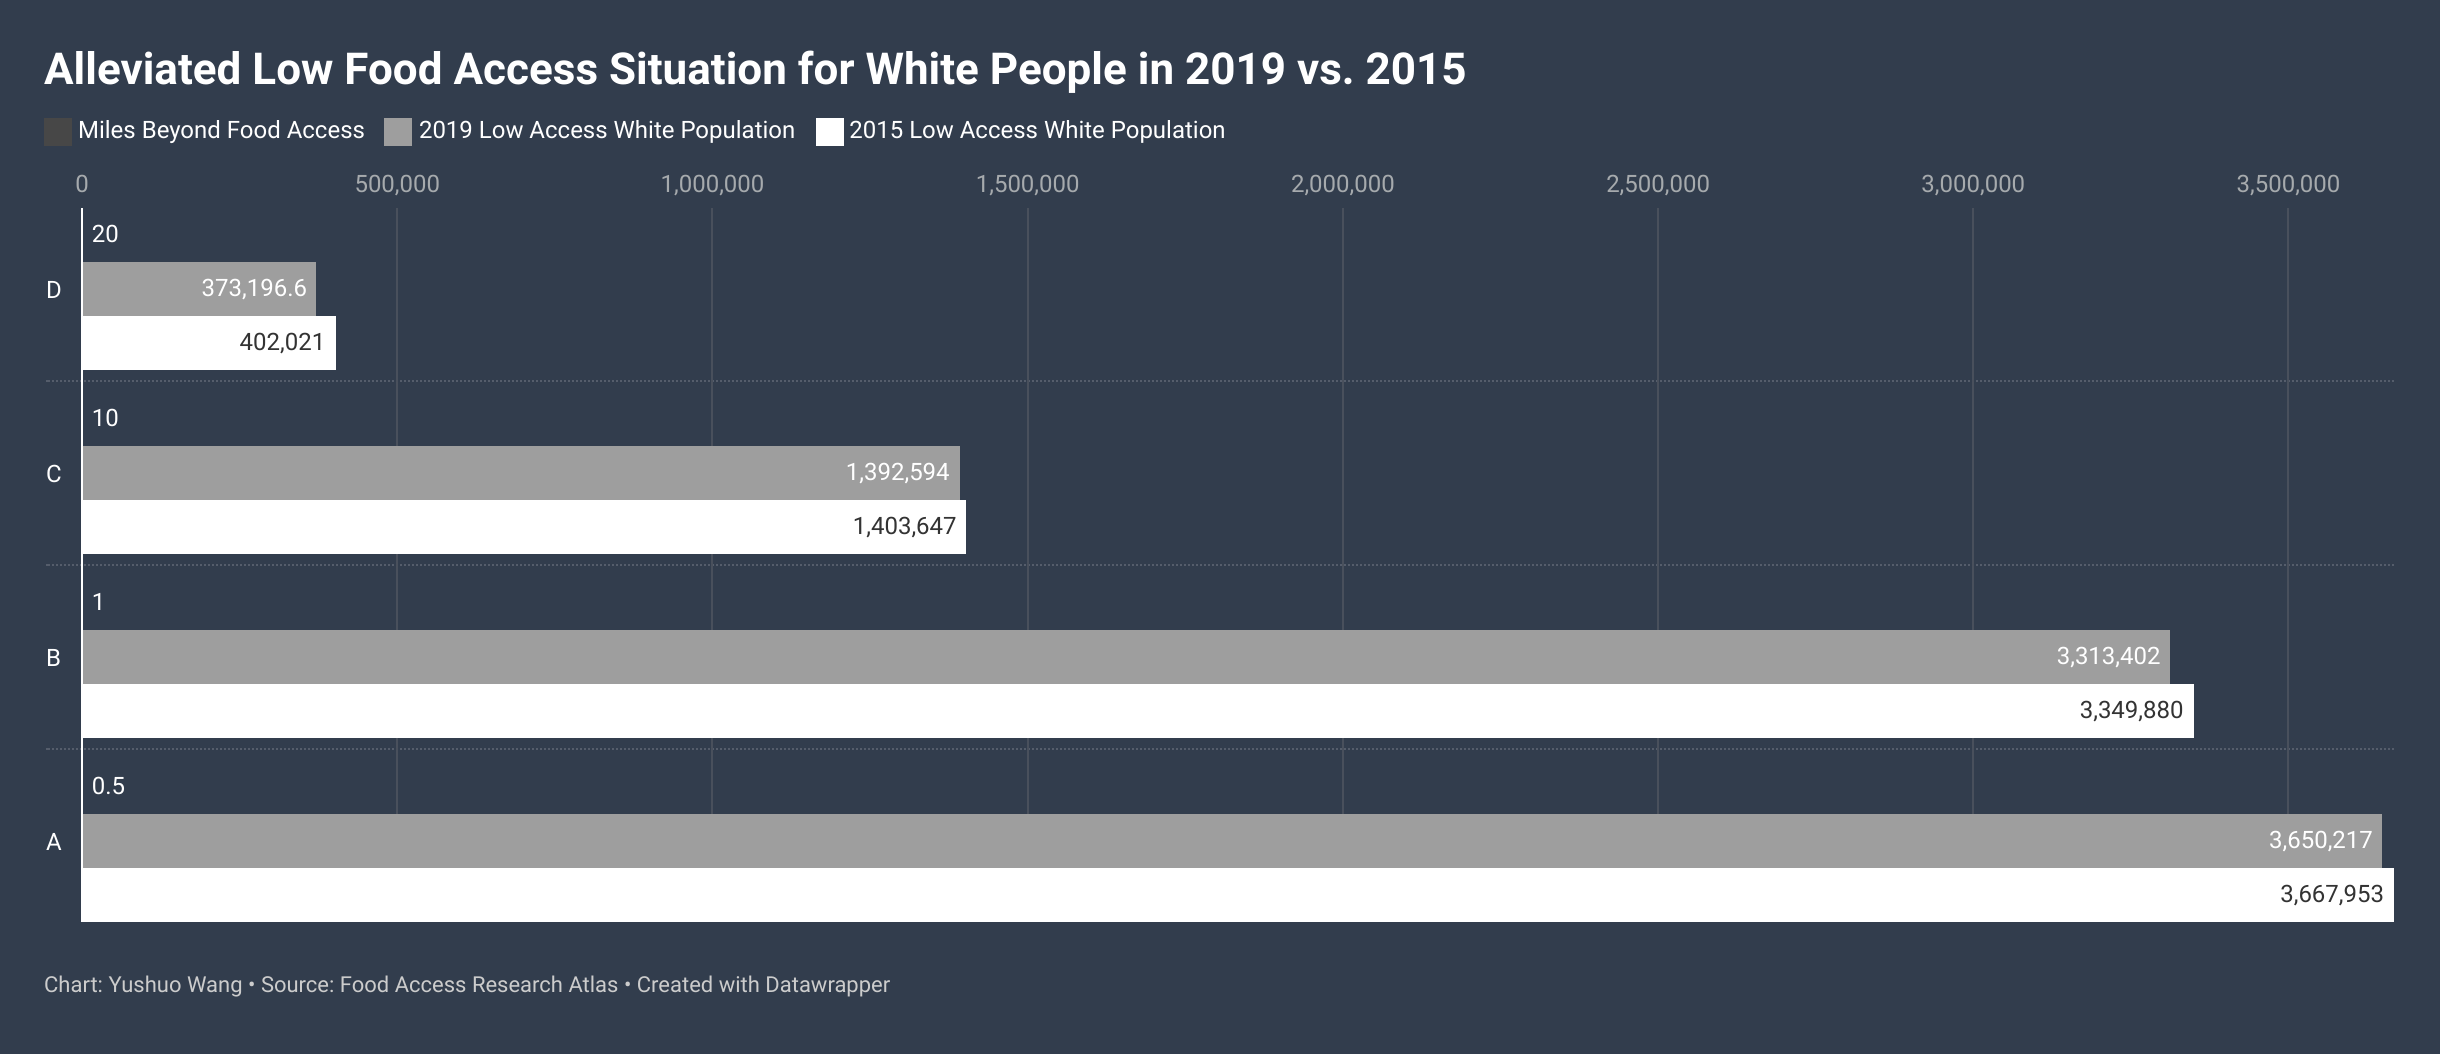 Alleviated Low Food Access Situation for White People in 2019 vs. 2015
Miles Beyond Food Access 2019 Low Access White Population 2015 Low Access White Population
0 500,000 1,000,000 1,500,000 2,000,000 2,500,000 3,000,000 3,500,000
20
D
373,196.6
402,021
10
C
1,392,594
1,403,647
1
B
3,313,402
3,349,880
0.5
A
3,650,217
3,667,953
Chart: Yushuo Wang • Source: Food Access Research Atlas • Created with Datawrapper